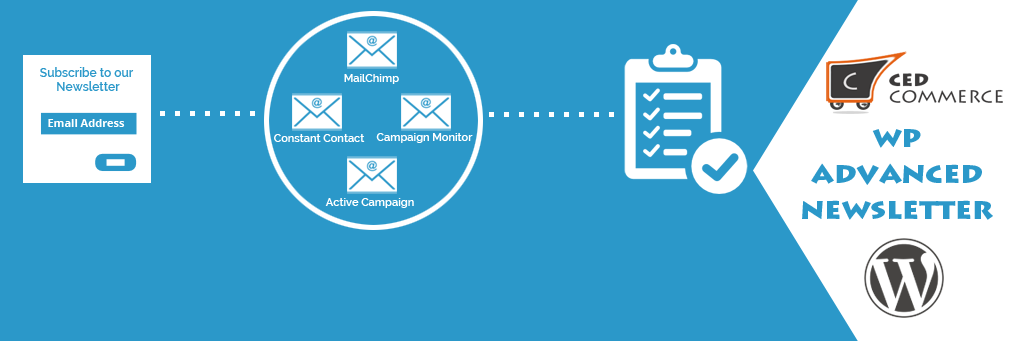 Subscribe to our
Newsletter
Email Address
@
MailChimp
@
Constant Contact
@
Campaign Monitor
@
Active Campaign
C
CED
COMMERCE
WP
ADVANCED
NEWSLETTER
W